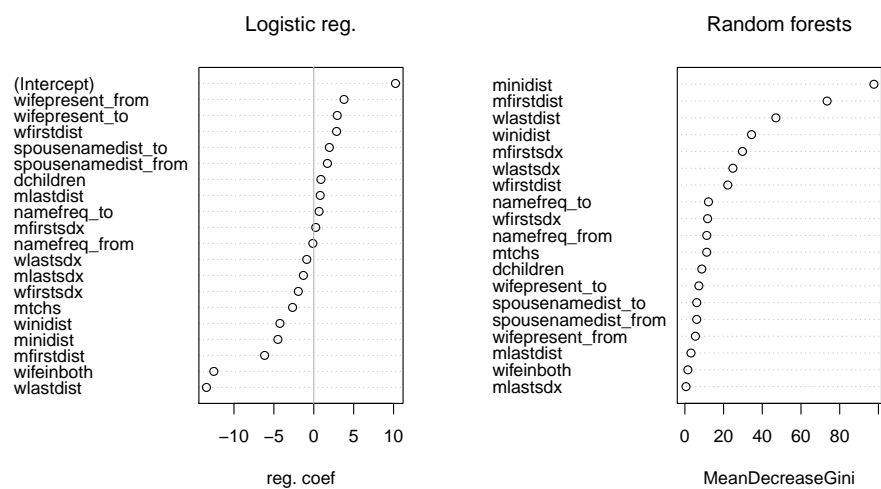 Logistic reg.
(Intercept)
wifepresent_from
wifepresent_to
wfirstdist
spousenamedist_to
spousenamedist_from
dchildren
mlastdist
namefreq_to
mfirstsdx
namefreq_from
wlastsdx
mlastsdx
wfirstsdx
mtchs
winidist
minidist
mfirstdist
wifeinboth
wlastdist
−10 −5 0 5 10
reg. coef
Random forests
minidist
mfirstdist
wlastdist
winidist
mfirstsdx
wlastsdx
wfirstdist
namefreq_to
wfirstsdx
namefreq_from
mtchs
dchildren
wifepresent_to
spousenamedist_to
spousenamedist_from
wifepresent_from
mlastdist
wifeinboth
mlastsdx
0 20 40 60 80
MeanDecreaseGini